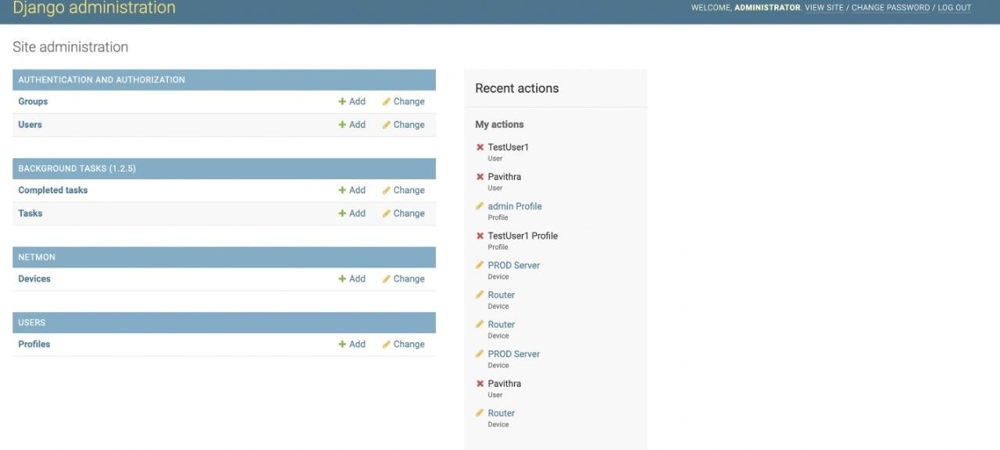 Django administration
WELCOME, ADMINISTRATOR. VIEW SITE / CHANGE PASSWORD / LOG OUT
Site administration
AUTHENTICATION AND AUTHORIZATION
Groups Add Change
Users Add Change
BACKGROUND TASKS (1.2.5)
Completed tasks Add Change
Tasks Add Change
NETMON
Devices Add Change
USERS
Profiles Add Change
Recent actions
My actions
TestUser1
User
Pavithra
User
admin Profile
Profile
TestUser1 Profile
Profile
PROD Server
Device
Router
Device
Router
Device
PROD Server
Device
Pavithra
User
Router
Device